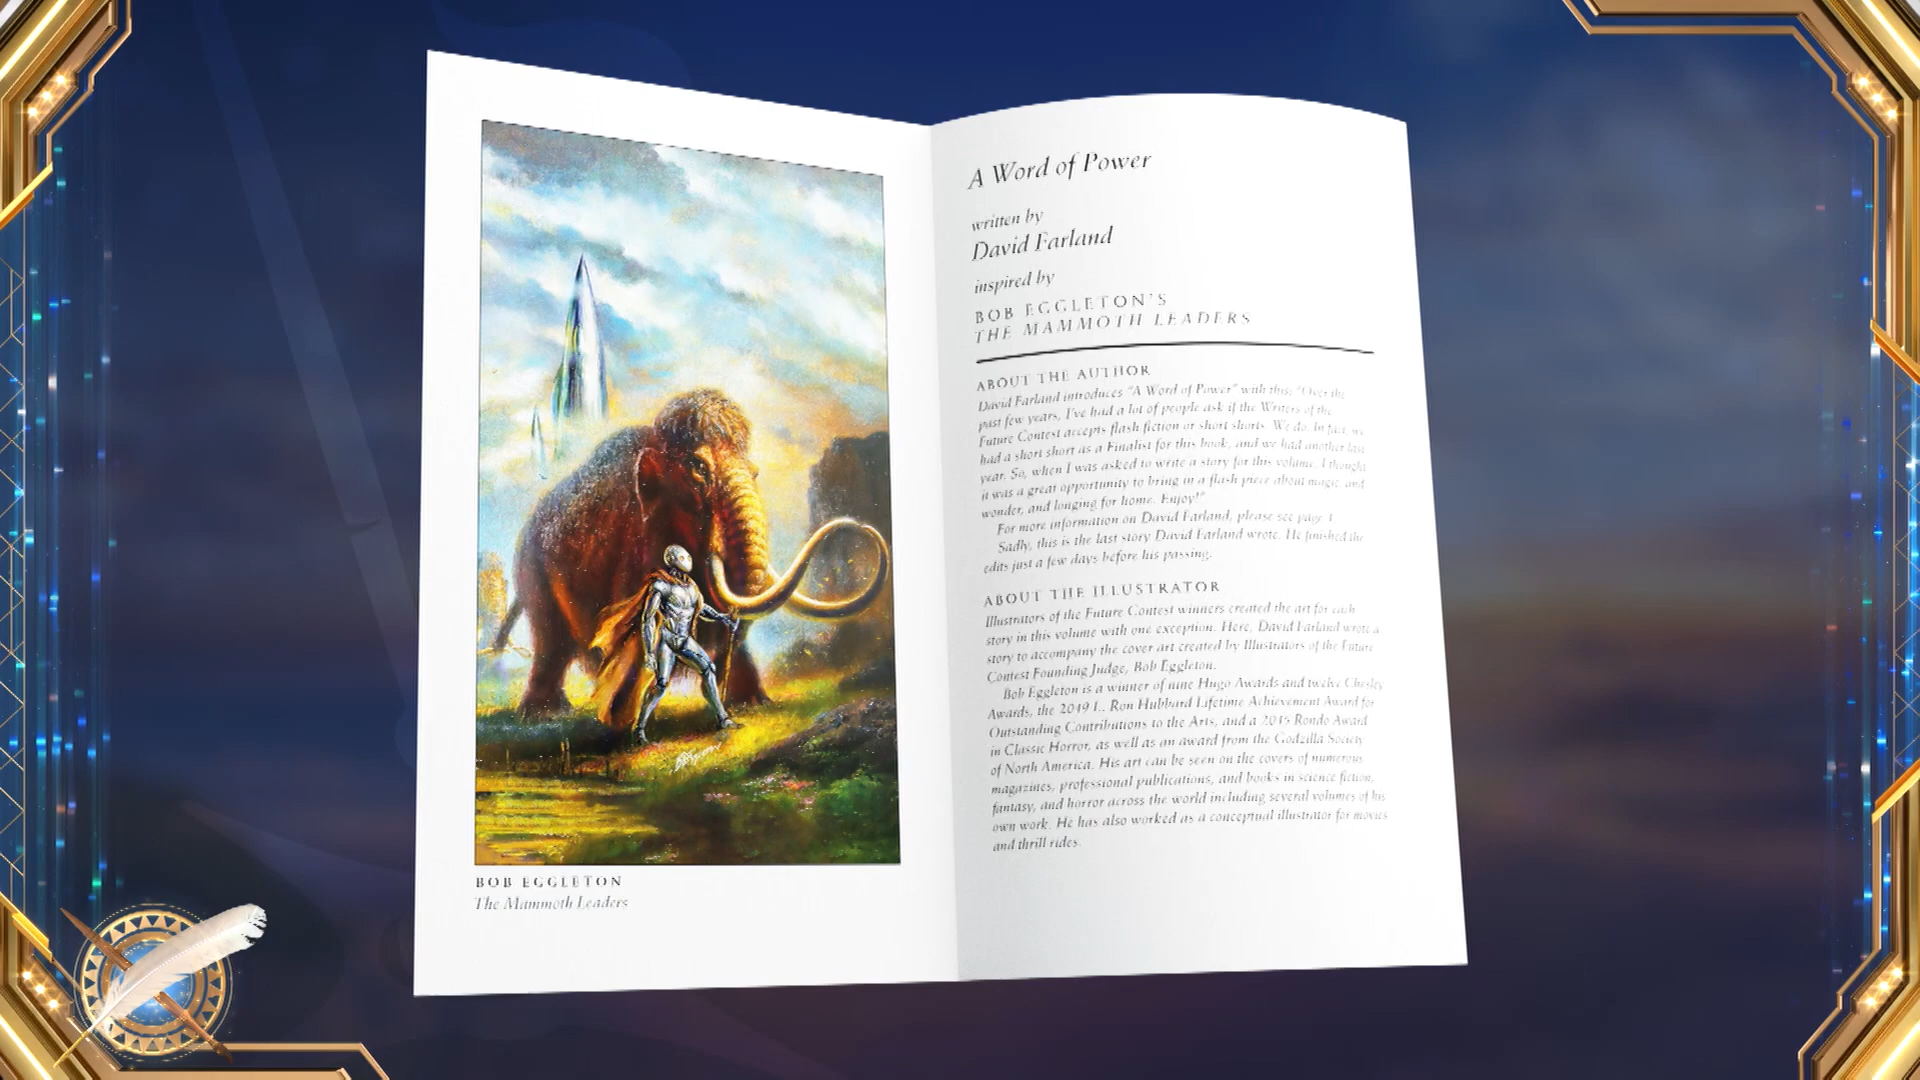 BOB EGGLETON
The Mammoth Leaders
A Word of Power
written by
David Farland
inspired by
BOB EGGLETON'S
THE MAMMOTH LEADERS
ABOUT THE AUTHOR
David Farland introduces "A Word of Power" with this: "Over the
past few years, I've had a lot of people ask if the Writers of the
Future Contest accepts flash fiction or short shorts. We do. In fact, we
had a short short as a Finalist for this book, and we had another last
year. So, when I was asked to write a story for this volume, I thought
it was a great opportunity to bring in a flash piece about magic and
wonder, and longing for home. Enjoy!"
For more information on David Farland, please see page 1
Sadly, this is the last story David Farland wrote. He finished the
edits just a few days before his passing.
ABOUT THE ILLUSTRATOR
Illustrators of the Future Contest winners created the art for each
story in this volume with one exception. Here, David Farland wrote a
story to accompany the cover art created by Illustrators of the Future
Contest Founding Judge, Bob Eggleton.
Bob Eggleton is a winner of nine Hugo Awards and twelve Chesley
Awards, the 2019 L. Ron Hubbard Lifetime Achievement Award for
Outstanding Contributions to the Arts, and a 2015 Rondo Award
in Classic Horror, as well as an award from the Godzilla Society
of North America. His art can be seen on the covers of numerous
magazines, professional publications, and books in science fiction,
fantasy, and horror across the world including several volumes of his
own work. He has also worked as a conceptual illustrator for movies
and thrill rides.